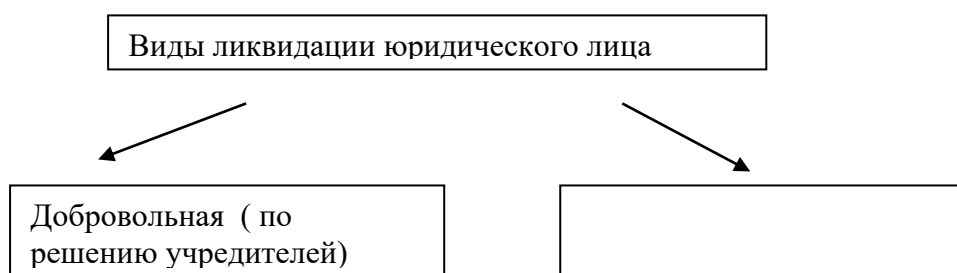 Виды ликвидации юридического лица
Добровольная ( по
решению учредителей)